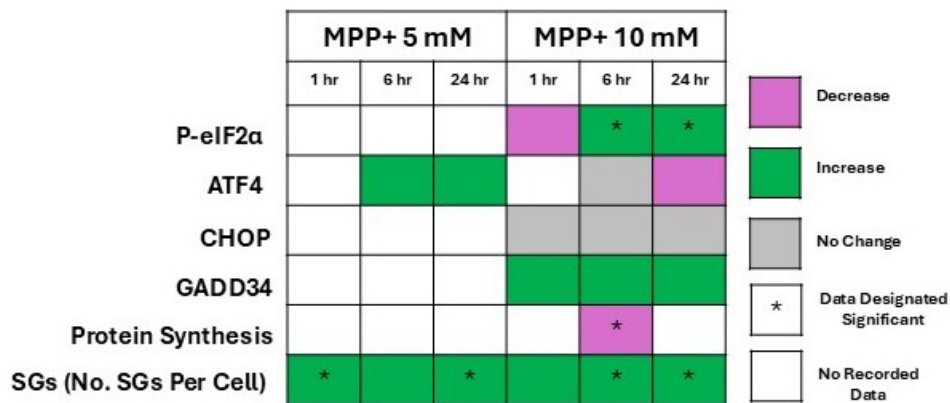 MPP+ 5 mM MPP+ 10 mM
1 hr 6 hr 24 hr 1 hr 6 hr 24 hr
Decrease
P-eIF2α * *
Increase
ATF4
CHOP
No Change
GADD34
* Data Designated
Significant
Protein Synthesis *
No Recorded
Data
SGs (No. SGs Per Cell) * * * *